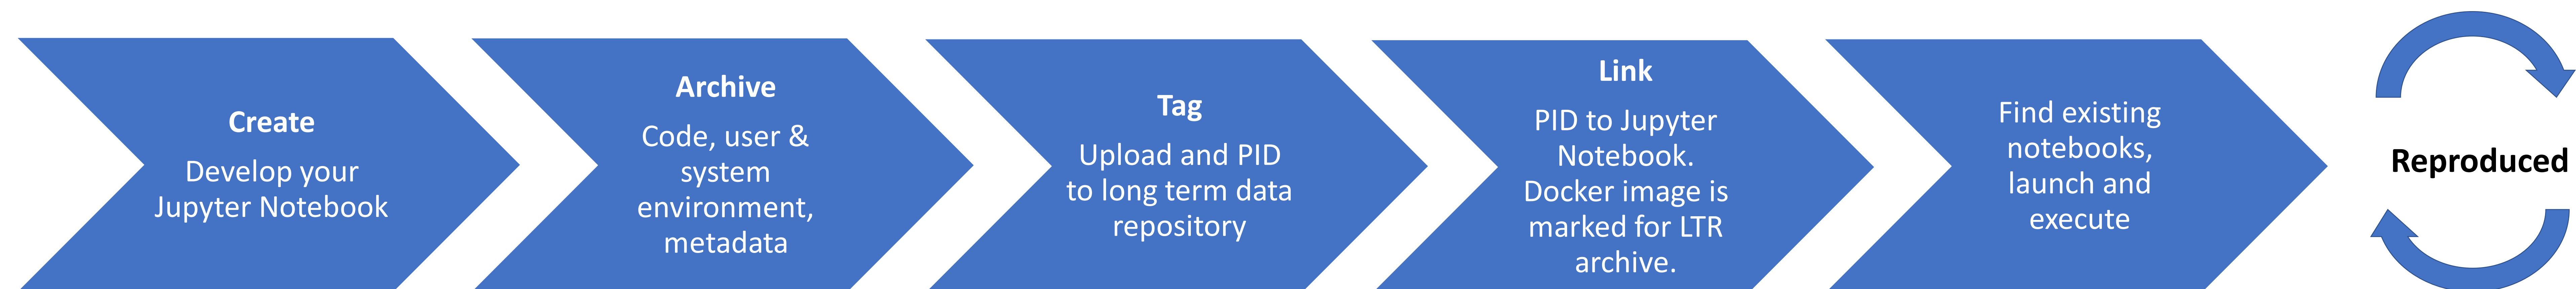 Create
Develop your
Jupyter Notebook
Archive
Code, user &
system
environment,
metadata
Tag
Upload and PID
to long term data
repository
Link
PID to Jupyter
Notebook.
Docker image is
marked for LTR
archive.
Find existing
notebooks,
launch and
execute
Reproduced